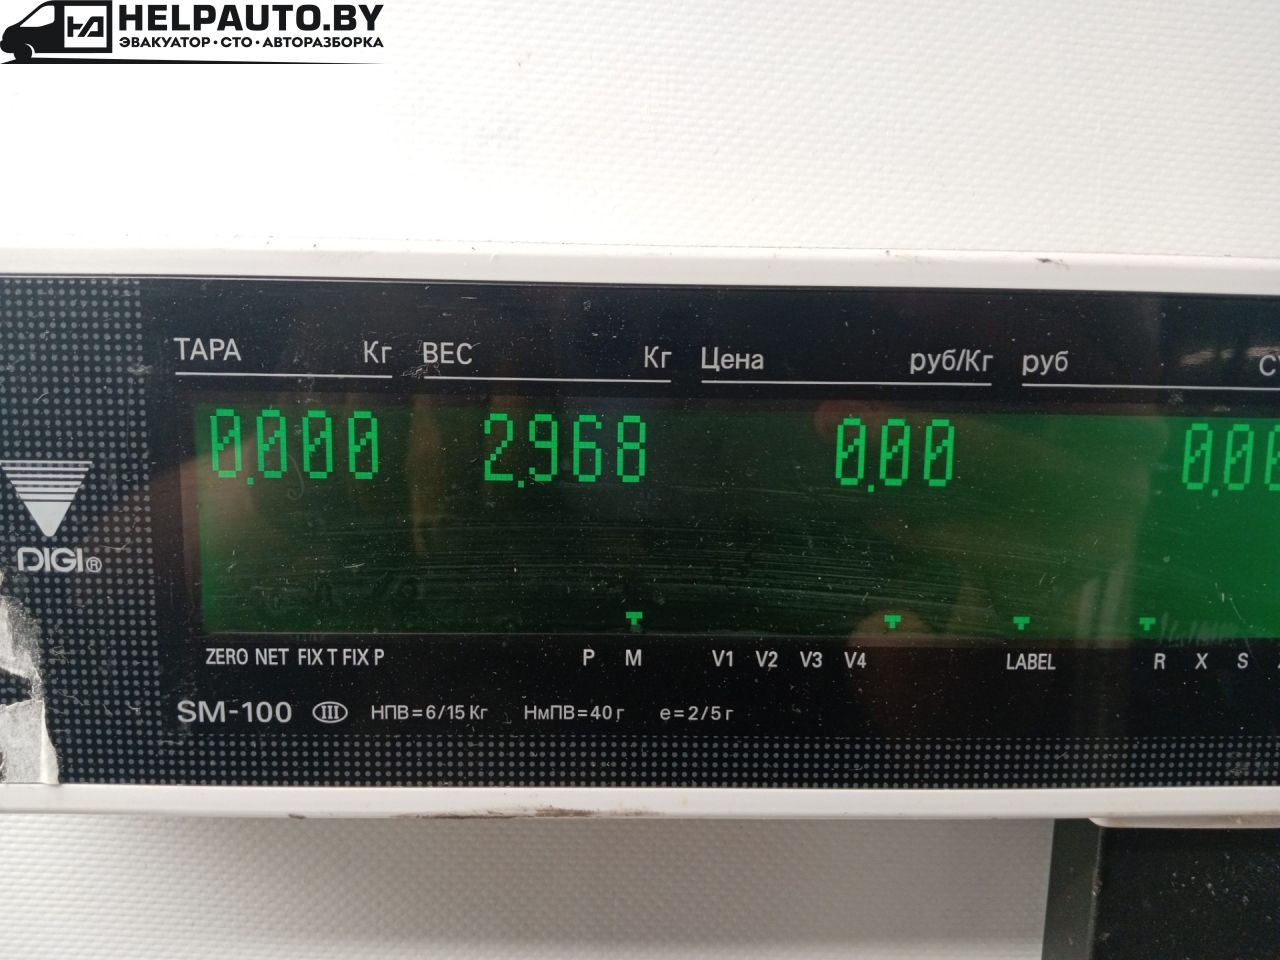 HELPAUTO.BY
ЭВАКУАТОР·СТО·АВТОРАЗБОРКА
ТАРА Кг ВЕС Кг Цена руб/Кг руб
0.000 2.968 0.00 0.00
DIGI®
ZERO NET FIX T FIX P P M V1 V2 V3 V4 LABEL R X S
SM-100 III НПВ=6/15 Кг НмПВ=40 г e=2/5 г